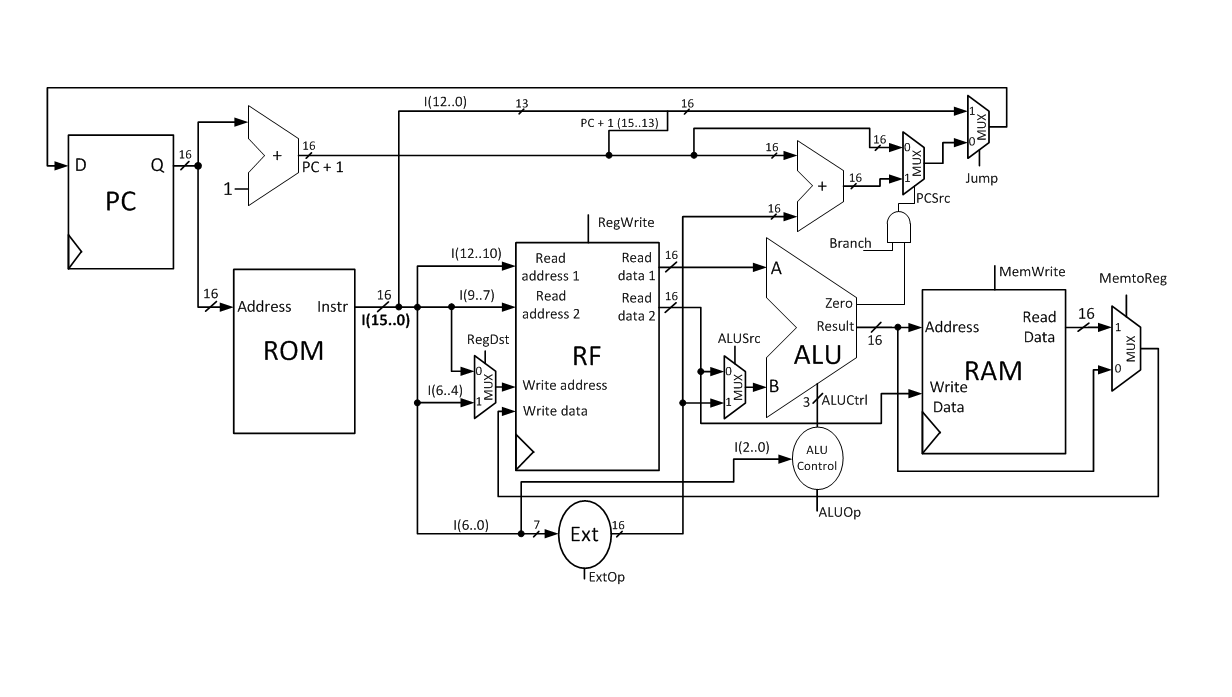 I(12..0)
13
16
1
MUX
0
Jump
PC + 1 (15..13)
D
Q
16
PC
+
1
16
PC + 1
16
16
+
16
16
0
MUX
1
PCSrc
Branch
RegWrite
I(12..10)
Read
address 1
Read
data 1
16
I(9..7)
Read
address 2
Read
data 2
16
RF
Write address
Write data
RegDst
0
MUX
1
I(6..4)
16
Address
Instr
ROM
16
I(15..0)
ALUSrc
0
MUX
1
A
B
Zero
Result
ALU
16
3
ALUCtrl
ALU
Control
ALUOp
I(2..0)
I(6..0)
7
Ext
16
ExtOp
MemWrite
Address
Read
Data
RAM
Write
Data
16
MemtoReg
1
MUX
0